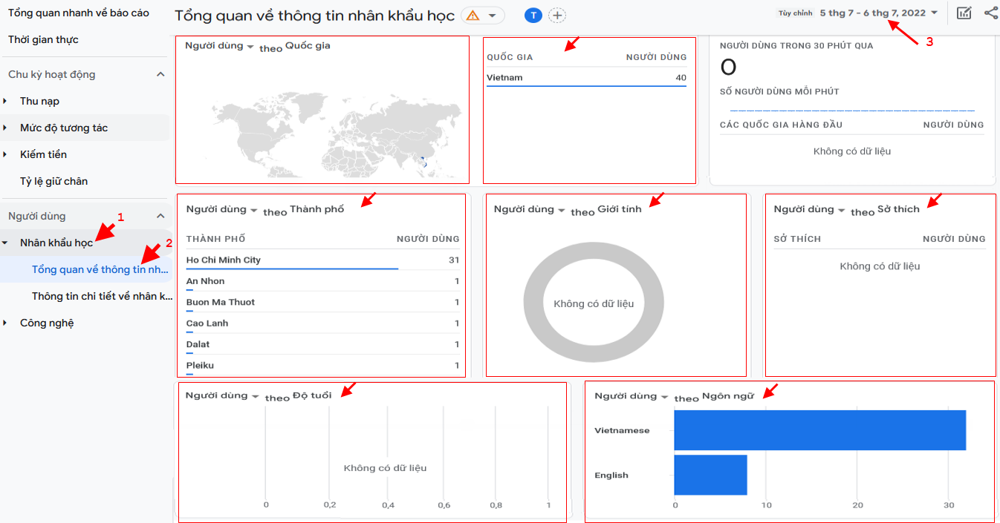 Tổng quan nhanh về báo cáo
Thời gian thực
Chu kỳ hoạt động
Thu nạp
Mức độ tương tác
Kiếm tiền
Tỷ lệ giữ chân
Người dùng
1
Nhân khẩu học
2
Tổng quan về thông tin nh...
Thông tin chi tiết về nhân k...
Công nghệ
Tổng quan về thông tin nhân khẩu học
T
Tùy chỉnh 5 thg 7 - 6 thg 7, 2022
3
Người dùng theo Quốc gia
QUỐC GIA NGƯỜI DÙNG
Vietnam 40
NGƯỜI DÙNG TRONG 30 PHÚT QUA
0
SỐ NGƯỜI DÙNG MỖI PHÚT
CÁC QUỐC GIA HÀNG ĐẦU NGƯỜI DÙNG
Không có dữ liệu
Người dùng theo Thành phố
THÀNH PHỐ NGƯỜI DÙNG
Ho Chi Minh City 31
An Nhon 1
Buon Ma Thuot 1
Cao Lanh 1
Dalat 1
Pleiku 1
Người dùng theo Giới tính
Không có dữ liệu
Người dùng theo Sở thích
SỞ THÍCH NGƯỜI DÙNG
Không có dữ liệu
Người dùng theo Độ tuổi
Không có dữ liệu
0 0,2 0,4 0,6 0,8 1
Người dùng theo Ngôn ngữ
Vietnamese
English
0 10 20 30